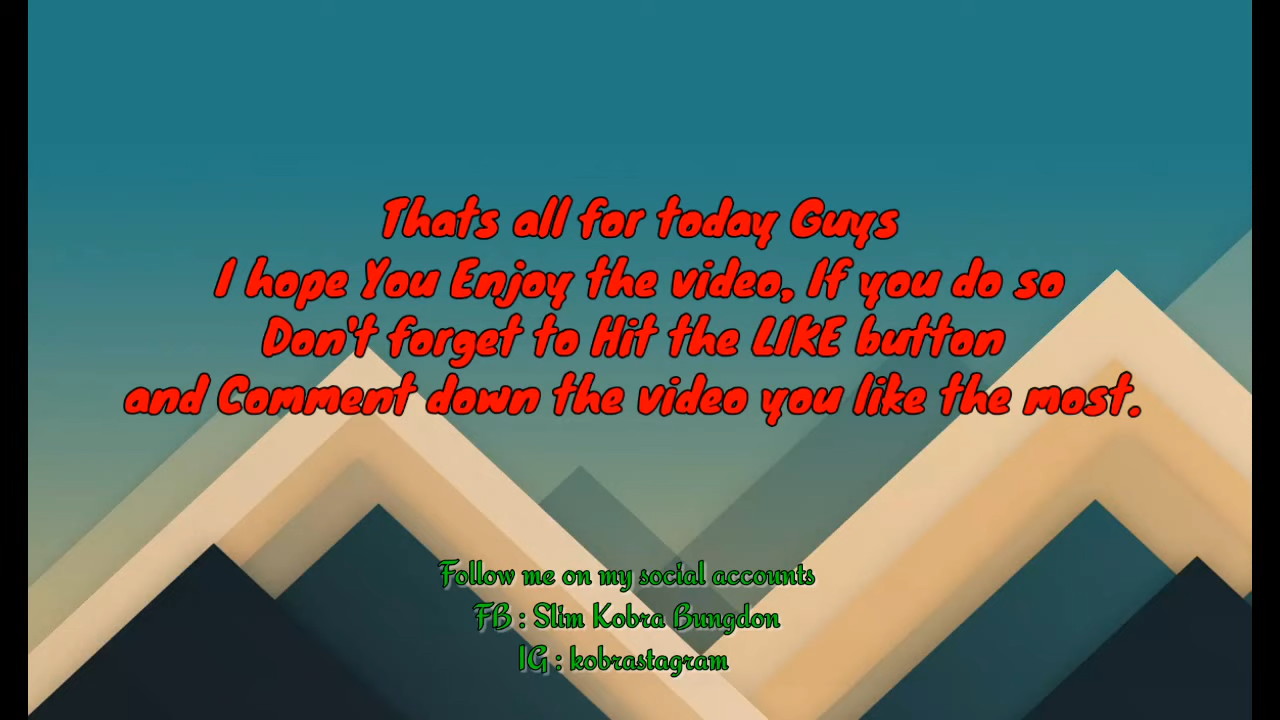 Thats all for today Guys
I hope You Enjoy the video, If you do so
Don't forget to Hit the LIKE button
and Comment down the video you like the most.
Follow me on my social accounts
FB : Slim Kobra Bungdon
IG : kobrastagram